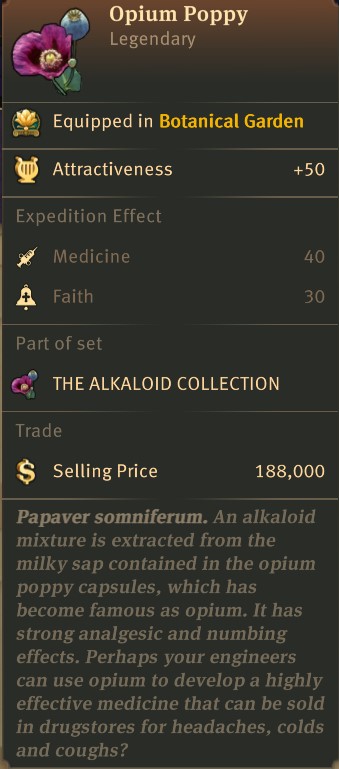 Opium Poppy
Legendary
Equipped in Botanical Garden
Attractiveness +50
Expedition Effect
Medicine 40
Faith 30
Part of set
THE ALKALOID COLLECTION
Trade
Selling Price 188,000
Papaver somniferum. An alkaloid
mixture is extracted from the
milky sap contained in the opium
poppy capsules, which has
become famous as opium. It has
strong analgesic and numbing
effects. Perhaps your engineers
can use opium to develop a highly
effective medicine that can be sold
in drugstores for headaches, colds
and coughs?